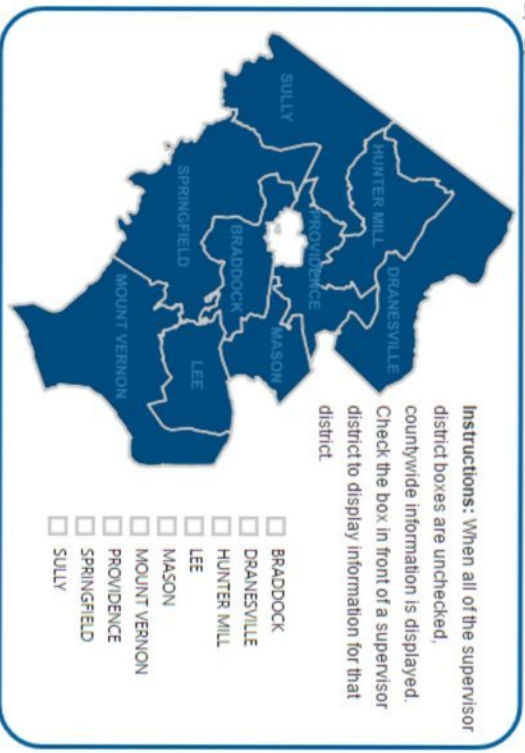 Instructions: When all of the supervisor
district boxes are unchecked,
countywide information is displayed.
Check the box in front of a supervisor
district to display information for that
district.
DRANESVILLE
HUNTER MILL
SULLY
PROVIDENCE
MASON
BRADDOCK
SPRINGFIELD
LEE
MOUNT VERNON
BRADDOCK
DRANESVILLE
HUNTER MILL
LEE
MASON
MOUNT VERNON
PROVIDENCE
SPRINGFIELD
SULLY